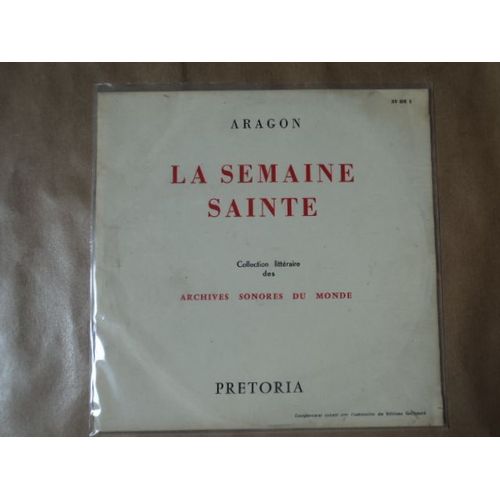 ARAGON
LA SEMAINE
SAINTE
Collection littéraire
des
ARCHIVES SONORES DU MONDE
PRETORIA